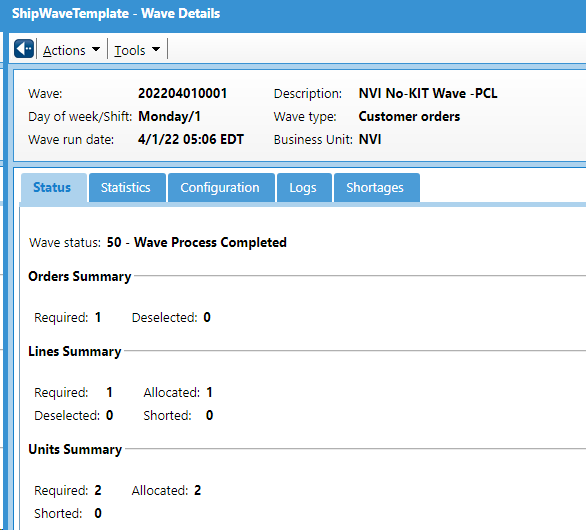 ShipWaveTemplate - Wave Details
Actions Tools
Wave: 202204010001 Description: NVI No-KIT Wave -PCL
Day of week/Shift: Monday/1 Wave type: Customer orders
Wave run date: 4/1/22 05:06 EDT Business Unit: NVI
Status Statistics Configuration Logs Shortages
Wave status: 50 - Wave Process Completed
Orders Summary
Required: 1 Deselected: 0
Lines Summary
Required: 1 Allocated: 1
Deselected: 0 Shorted: 0
Units Summary
Required: 2 Allocated: 2
Shorted: 0